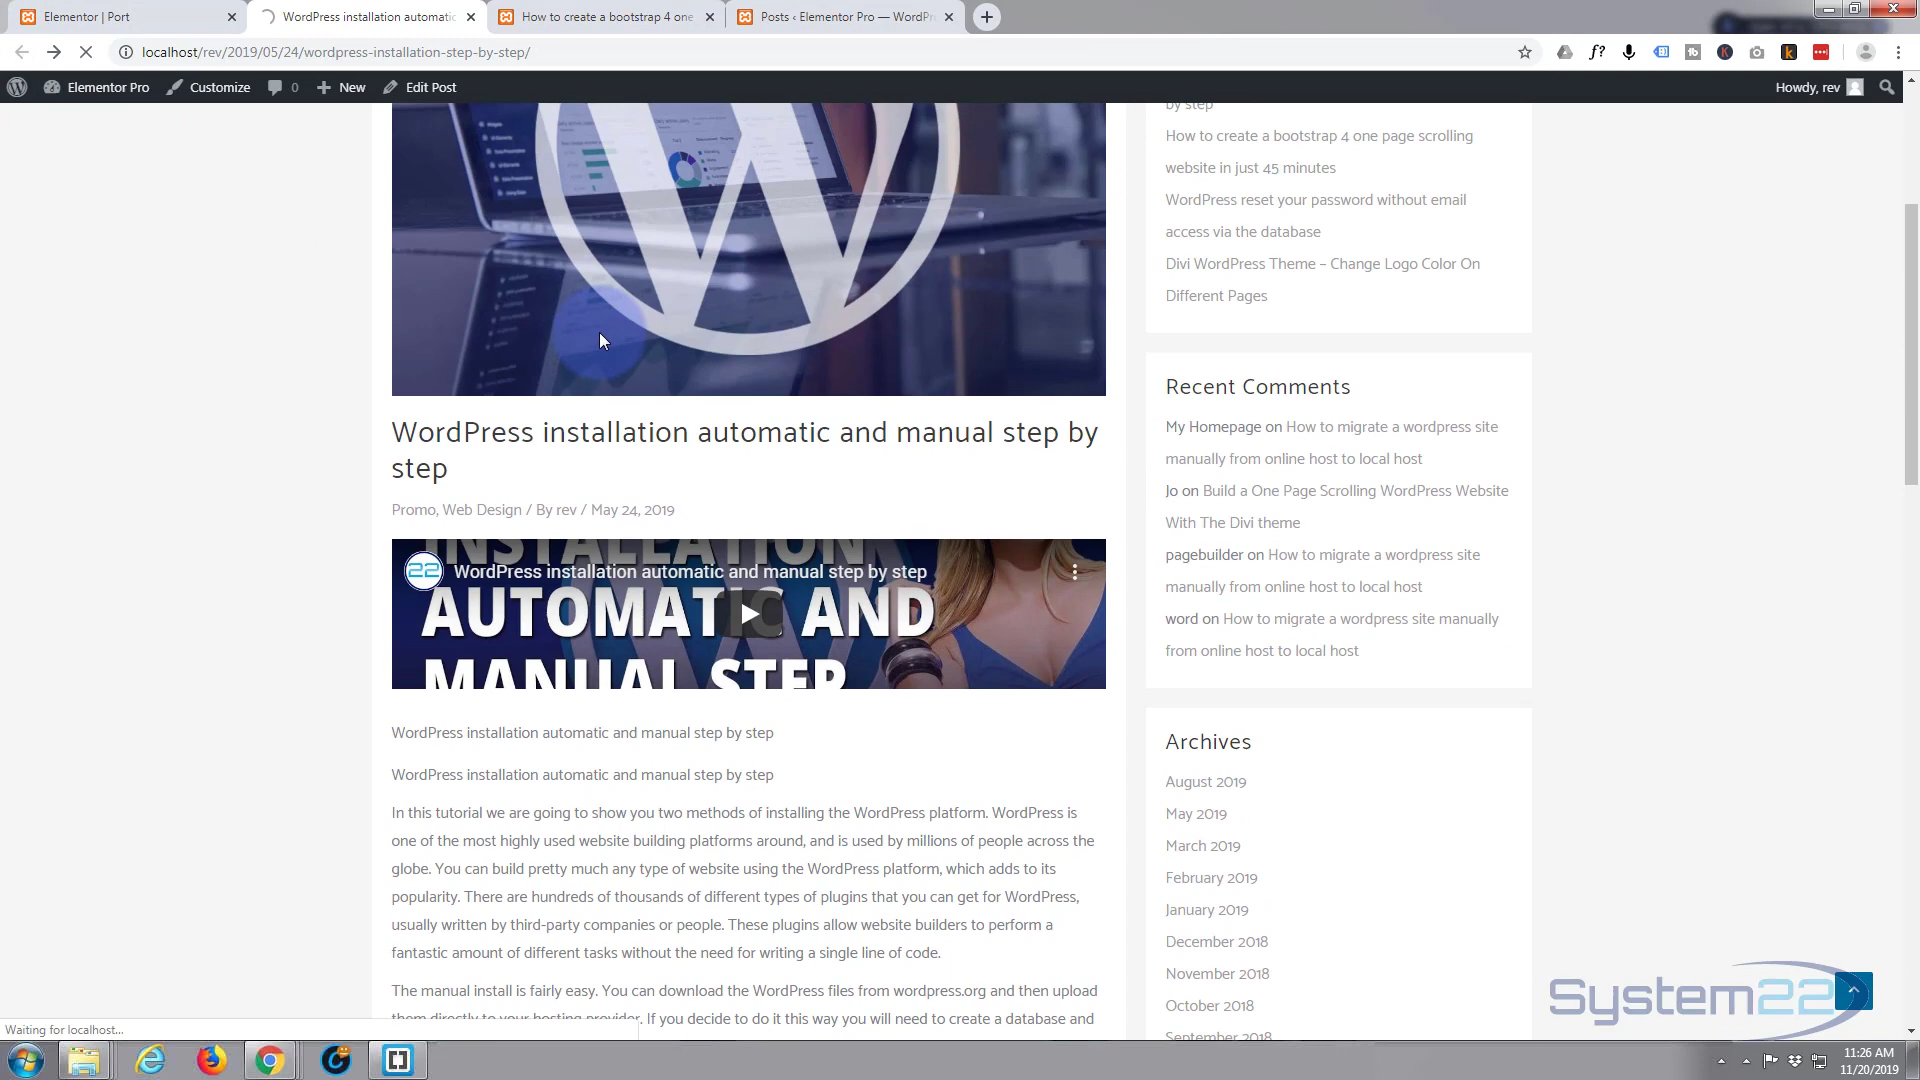 Elementor | Port
WordPress installation automatic
How to create a bootstrap 4 one
Posts ‹ Elementor Pro — WordPr
localhost/rev/2019/05/24/wordpress-installation-step-by-step/
Elementor Pro
Customize
0
New
Edit Post
Howdy, rev
by step
How to create a bootstrap 4 one page scrolling
website in just 45 minutes
WordPress reset your password without email
access via the database
Divi WordPress Theme – Change Logo Color On
Different Pages
WordPress installation automatic and manual step by
step
Promo, Web Design / By rev / May 24, 2019
INSTALLATION
22 WordPress installation automatic and manual step by step
AUTOMATIC AND
MANUAL STEP
WordPress installation automatic and manual step by step
WordPress installation automatic and manual step by step
In this tutorial we are going to show you two methods of installing the WordPress platform. WordPress is
one of the most highly used website building platforms around, and is used by millions of people across the
globe. You can build pretty much any type of website using the WordPress platform, which adds to its
popularity. There are hundreds of thousands of different types of plugins that you can get for WordPress,
usually written by third-party companies or people. These plugins allow website builders to perform a
fantastic amount of different tasks without the need for writing a single line of code.
The manual install is fairly easy. You can download the WordPress files from wordpress.org and then upload
them directly to your hosting provider. If you decide to do it this way you will need to create a database and
Recent Comments
My Homepage on How to migrate a wordpress site
manually from online host to local host
Jo on Build a One Page Scrolling WordPress Website
With The Divi theme
pagebuilder on How to migrate a wordpress site
manually from online host to local host
word on How to migrate a wordpress site manually
from online host to local host
Archives
August 2019
May 2019
March 2019
February 2019
January 2019
December 2018
November 2018
October 2018
September 2018
System22
Waiting for localhost...
11:26 AM
11/20/2019